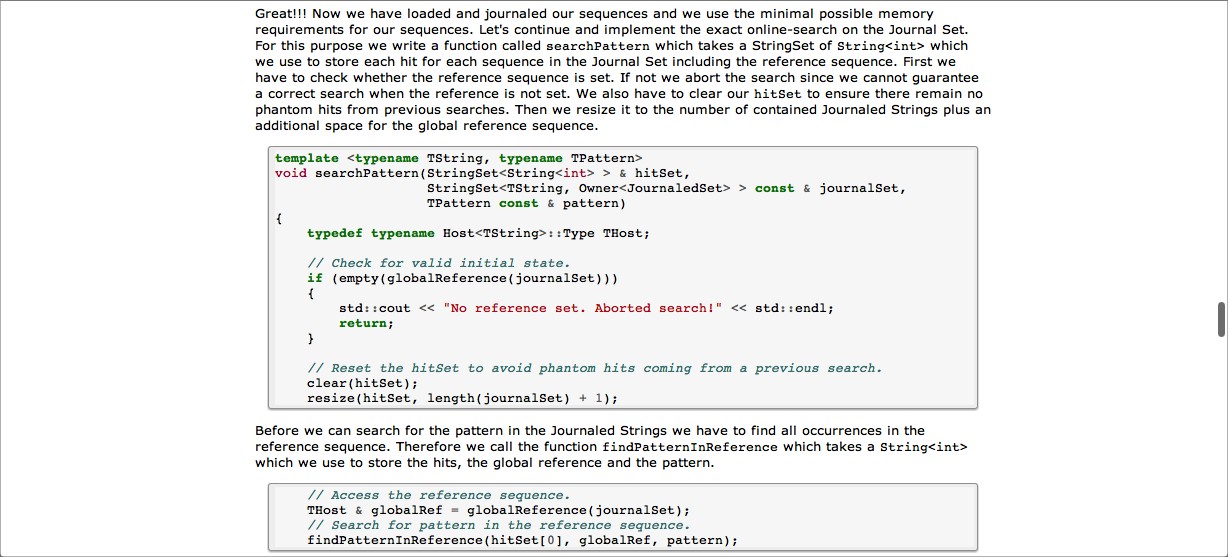 Great!!! Now we have loaded and journaled our sequences and we use the minimal possible memory
requirements for our sequences. Let's continue and implement the exact online-search on the Journal Set.
For this purpose we write a function called searchPattern which takes a StringSet of String<int> which
we use to store each hit for each sequence in the Journal Set including the reference sequence. First we
have to check whether the reference sequence is set. If not we abort the search since we cannot guarantee
a correct search when the reference is not set. We also have to clear our hitSet to ensure there remain no
phantom hits from previous searches. Then we resize it to the number of contained Journaled Strings plus an
additional space for the global reference sequence.
template <typename TString, typename TPattern>
void searchPattern(StringSet<String<int> > & hitSet,
                   StringSet<TString, Owner<JournaledSet> > const & journalSet,
                   TPattern const & pattern)
{
    typedef typename Host<TString>::Type THost;

    // Check for valid initial state.
    if (empty(globalReference(journalSet)))
    {
        std::cout << "No reference set. Aborted search!" << std::endl;
        return;
    }

    // Reset the hitSet to avoid phantom hits coming from a previous search.
    clear(hitSet);
    resize(hitSet, length(journalSet) + 1);
Before we can search for the pattern in the Journaled Strings we have to find all occurrences in the
reference sequence. Therefore we call the function findPatternInReference which takes a String<int>
which we use to store the hits, the global reference and the pattern.
    // Access the reference sequence.
    THost & globalRef = globalReference(journalSet);
    // Search for pattern in the reference sequence.
    findPatternInReference(hitSet[0], globalRef, pattern);